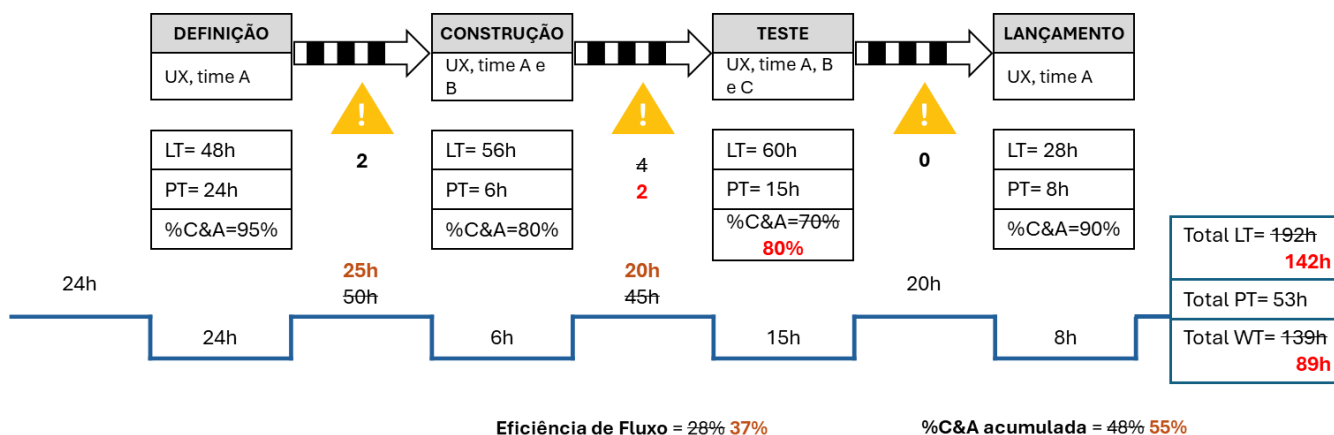 DEFINIÇÃO
UX, time A
CONSTRUÇÃO
UX, time A e
B
TESTE
UX, time A, B
e C
LANÇAMENTO
UX, time A
!
!
!
LT= 48h
PT= 24h
%C&A=95%
2
LT= 56h
PT= 6h
%C&A=80%
4
2
LT= 60h
PT= 15h
%C&A=70%
80%
0
LT= 28h
PT= 8h
%C&A=90%
24h
25h
50h
20h
45h
20h
24h
6h
15h
8h
Total LT= 192h
142h
Total PT= 53h
Total WT= 139h
89h
Eficiência de Fluxo = 28% 37%
%C&A acumulada = 48% 55%